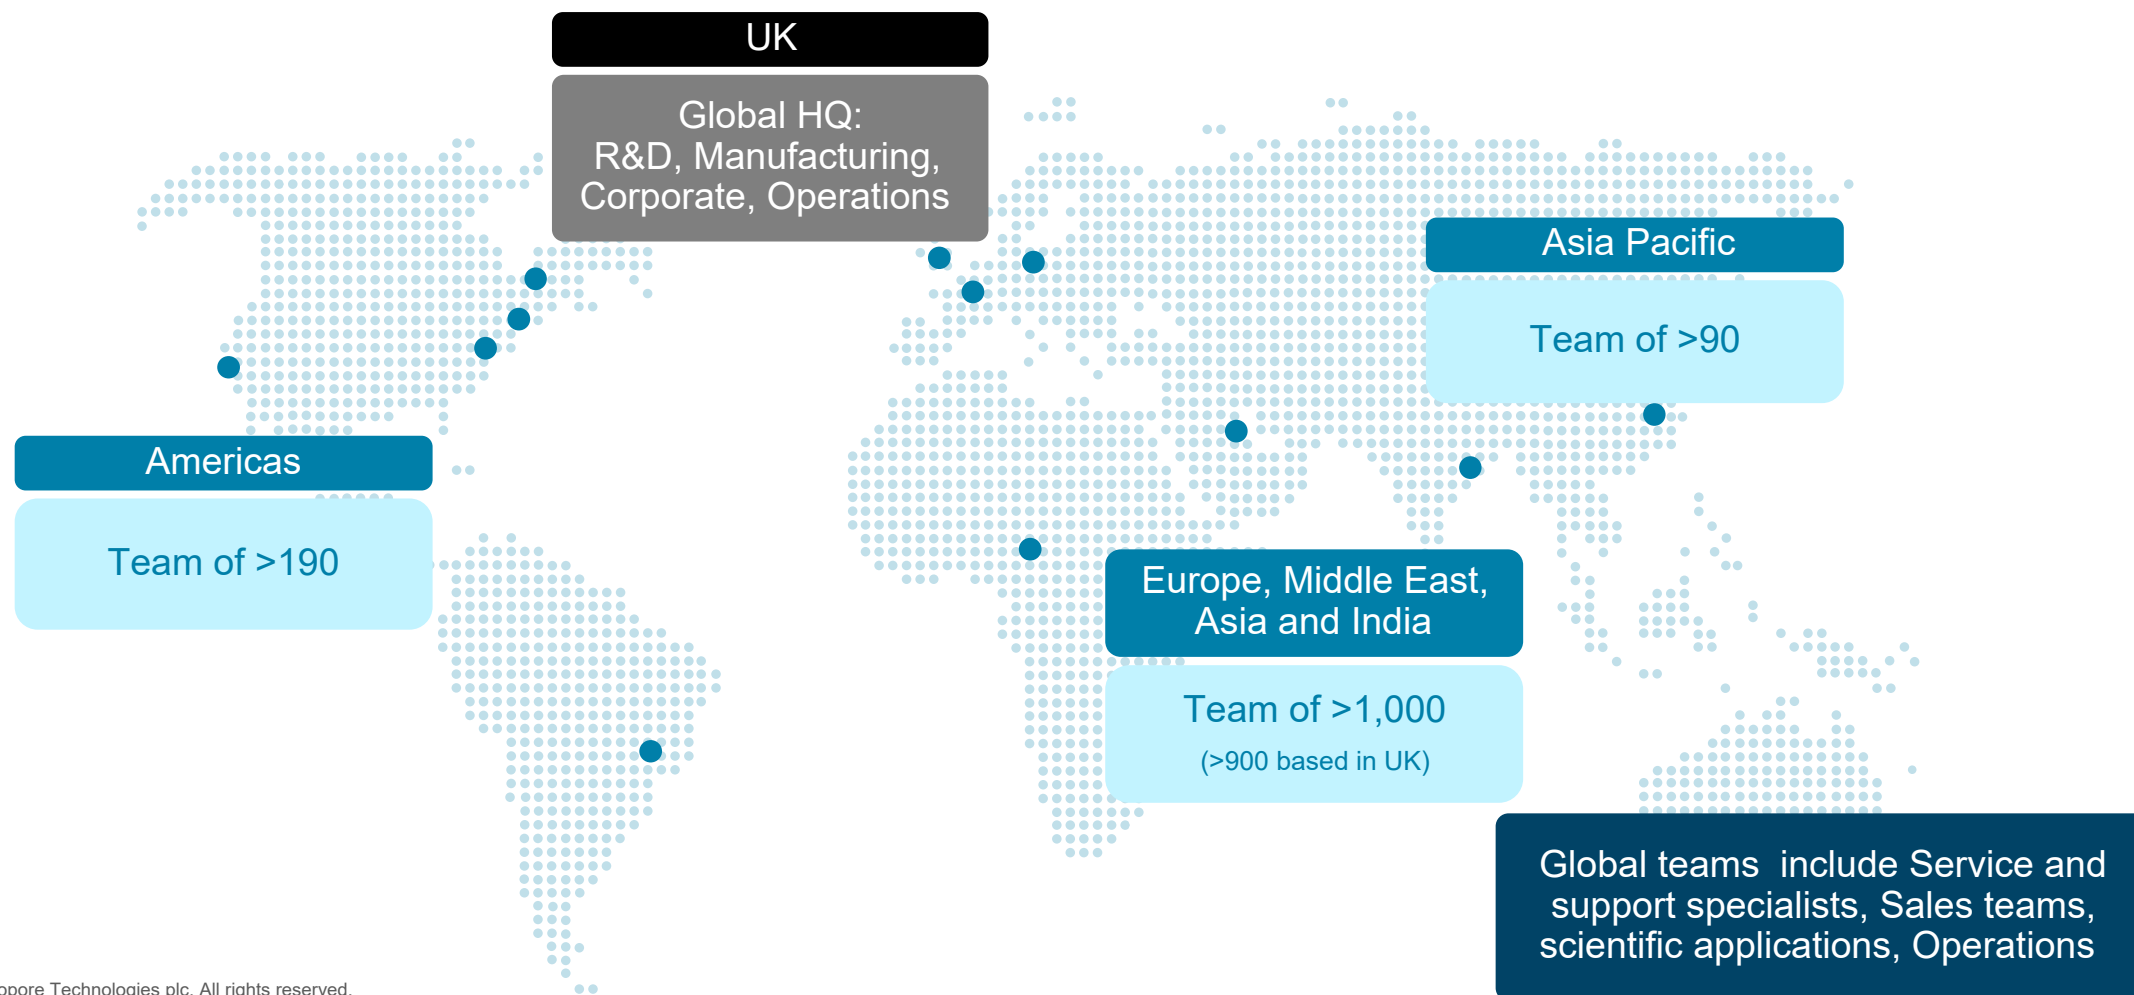 UK
Global HQ:
R&D, Manufacturing,
Corporate, Operations
Asia Pacific
Team of >90
Americas
Team of >190
Europe, Middle East,
Asia and India
Team of >1,000
(>900 based in UK)
Global teams  include Service and
support specialists, Sales teams,
scientific applications, Operations
Technologies plc. All rights reserved.